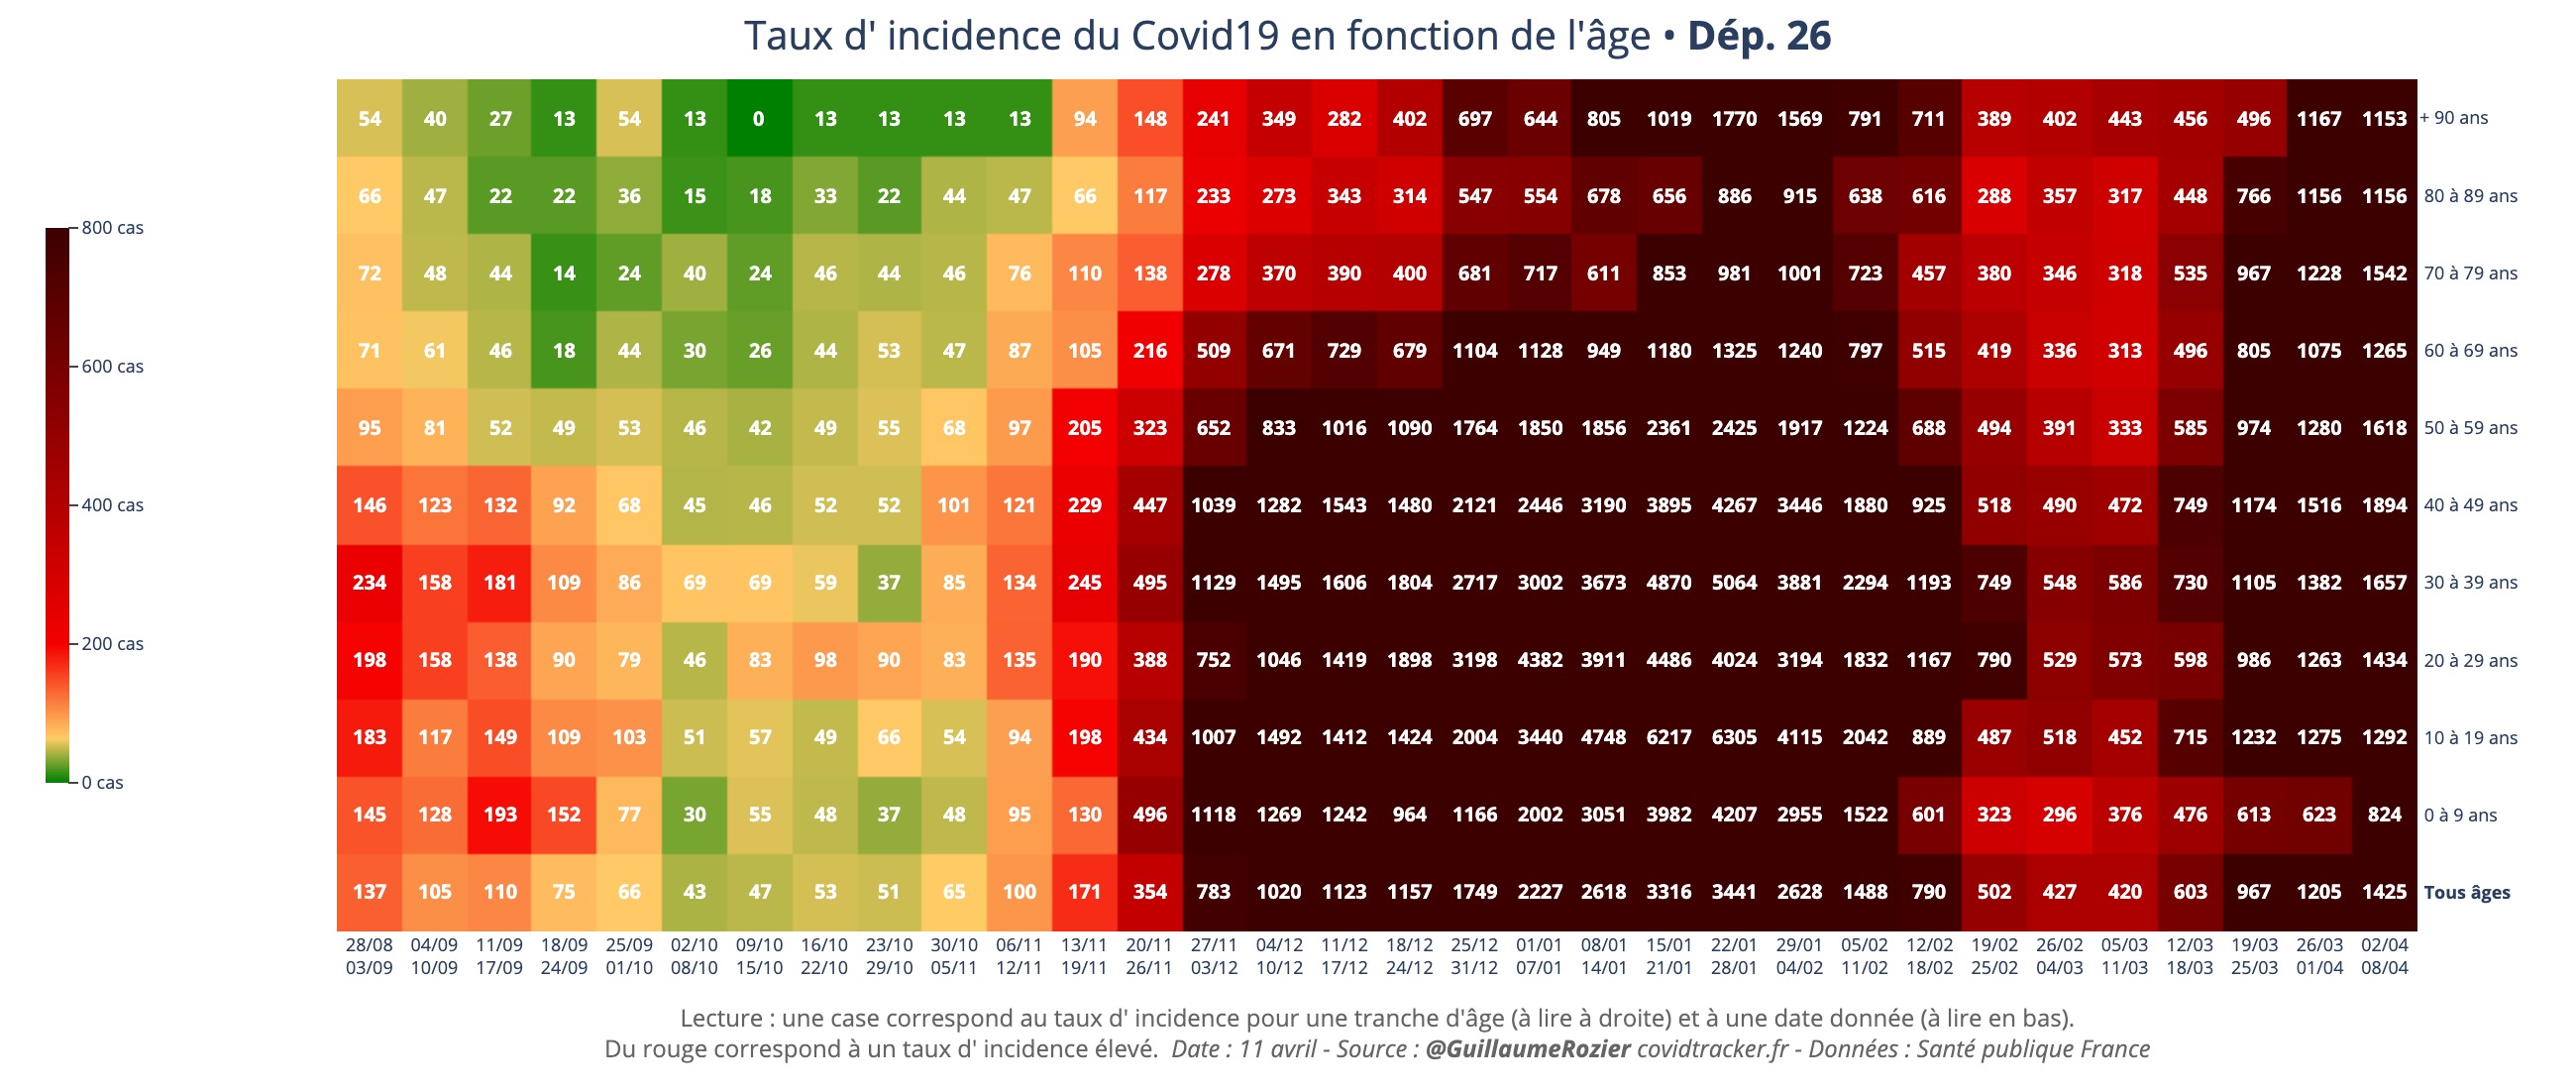 Taux d' incidence du Covid19 en fonction de l'âge • Dép. 26
54 40 27 13 54 13 0 13 13 13 13 94 148 241 349 282 402 697 644 805 1019 1770 1569 791 711 389 402 443 456 496 1167 1153 + 90 ans
66 47 22 22 36 15 18 33 22 44 47 66 117 233 273 343 314 547 554 678 656 886 915 638 616 288 357 317 448 766 1156 1156 80 à 89 ans
800 cas
72 48 44 14 24 40 24 46 44 46 76 110 138 278 370 390 400 681 717 611 853 981 1001 723 457 380 346 318 535 967 1228 1542 70 à 79 ans
71 61 46 18 44 30 26 44 53 47 87 105 216 509 671 729 679 1104 1128 949 1180 1325 1240 797 515 419 336 313 496 805 1075 1265 60 à 69 ans
600 cas
95 81 52 49 53 46 42 49 55 68 97 205 323 652 833 1016 1090 1764 1850 1856 2361 2425 1917 1224 688 494 391 333 585 974 1280 1618 50 à 59 ans
400 cas
146 123 132 92 68 45 46 52 52 101 121 229 447 1039 1282 1543 1480 2121 2446 3190 3895 4267 3446 1880 925 518 490 472 749 1174 1516 1894 40 à 49 ans
234 158 181 109 86 69 69 59 37 85 134 245 495 1129 1495 1606 1804 2717 3002 3673 4870 5064 3881 2294 1193 749 548 586 730 1105 1382 1657 30 à 39 ans
200 cas
198 158 138 90 79 46 83 98 90 83 135 190 388 752 1046 1419 1898 3198 4382 3911 4486 4024 3194 1832 1167 790 529 573 598 986 1263 1434 20 à 29 ans
183 117 149 109 103 51 57 49 66 54 94 198 434 1007 1492 1412 1424 2004 3440 4748 6217 6305 4115 2042 889 487 518 452 715 1232 1275 1292 10 à 19 ans
0 cas
145 128 193 152 77 30 55 48 37 48 95 130 496 1118 1269 1242 964 1166 2002 3051 3982 4207 2955 1522 601 323 296 376 476 613 623 824 0 à 9 ans
137 105 110 75 66 43 47 53 51 65 100 171 354 783 1020 1123 1157 1749 2227 2618 3316 3441 2628 1488 790 502 427 420 603 967 1205 1425 Tous âges
28/08 04/09 11/09 18/09 25/09 02/10 09/10 16/10 23/10 30/10 06/11 13/11 20/11 27/11 04/12 11/12 18/12 25/12 01/01 08/01 15/01 22/01 29/01 05/02 12/02 19/02 26/02 05/03 12/03 19/03 26/03 02/04
03/09 10/09 17/09 24/09 01/10 08/10 15/10 22/10 29/10 05/11 12/11 19/11 26/11 03/12 10/12 17/12 24/12 31/12 07/01 14/01 21/01 28/01 04/02 11/02 18/02 25/02 04/03 11/03 18/03 25/03 01/04 08/04
Lecture : une case correspond au taux d' incidence pour une tranche d'âge (à lire à droite) et à une date donnée (à lire en bas).
Du rouge correspond à un taux d' incidence élevé. Date : 11 avril - Source : @GuillaumeRozier covidtracker.fr - Données : Santé publique France